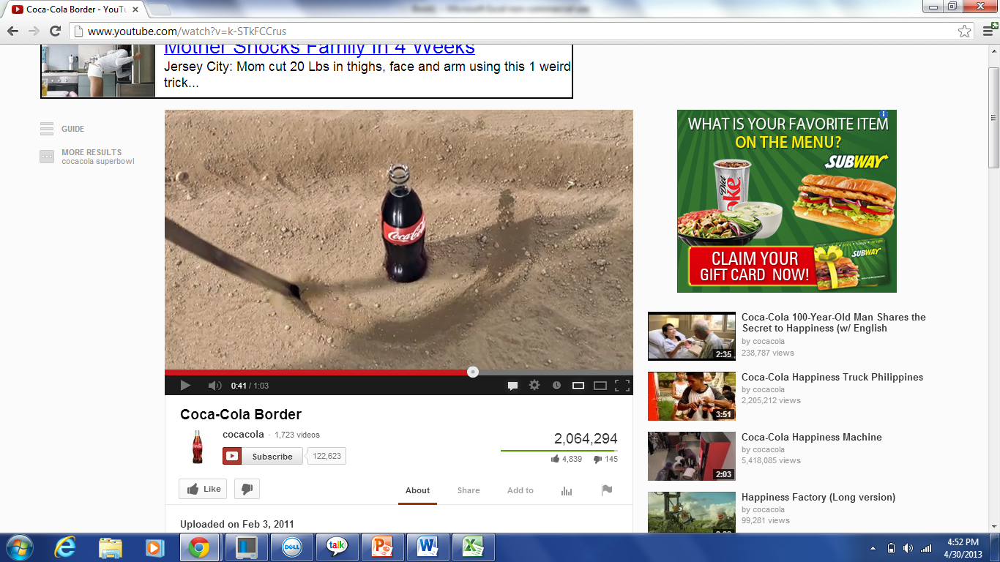 Coca-Cola Border - YouTu
www.youtube.com/watch?v=k-STkFCCrus
Mother Shocks Family In 4 Weeks
Jersey City: Mom cut 20 Lbs in thighs, face and arm using this 1 weird
trick...
GUIDE
MORE RESULTS
cocacola superbowl
Coca-Cola
0:41 / 1:03
Coca-Cola Border
cocacola · 1,723 videos
Subscribe 122,623
2,064,294
4,839 145
Like
About Share Add to
Uploaded on Feb 3, 2011
WHAT IS YOUR FAVORITE ITEM
ON THE MENU?
SUBWAY
Diet
Coke
CLAIM YOUR
GIFT CARD NOW!
SUBWAY
2:35
Coca-Cola 100-Year-Old Man Shares the
Secret to Happiness (w/ English
by cocacola
238,787 views
3:51
Coca-Cola Happiness Truck Philippines
by cocacola
2,205,212 views
2:03
Coca-Cola Happiness Machine
by cocacola
5,418,085 views
Happiness Factory (Long version)
by cocacola
99,281 views
DELL
talk
4:52 PM
4/30/2013